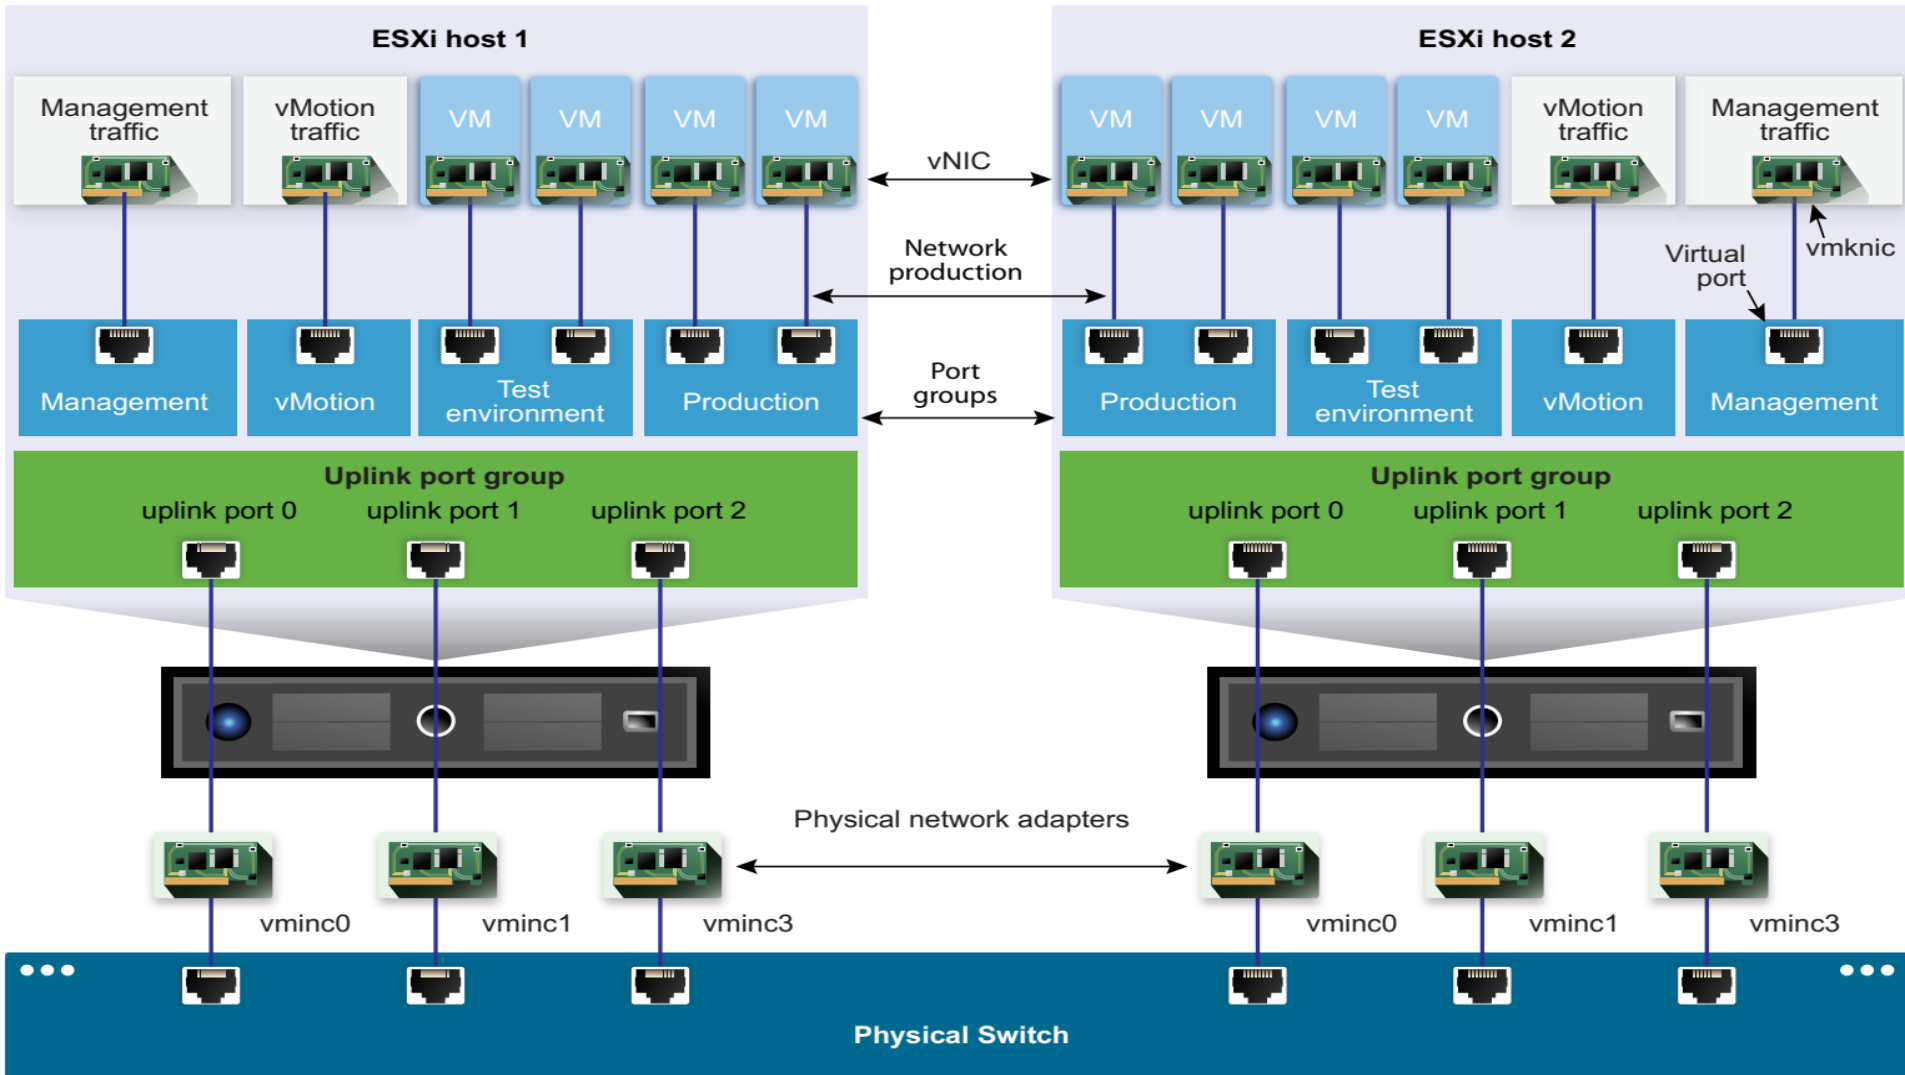 ESXi host 1
ESXi host 2
Management
traffic
vMotion
traffic
VM
VM
VM
VM
vNIC
VM
VM
VM
VM
vMotion
traffic
Management
traffic
vmknic
Network
production
Virtual
port
Management
vMotion
Test
environment
Production
Port
groups
Production
Test
environment
vMotion
Management
Uplink port group
uplink port 0
uplink port 1
uplink port 2
Uplink port group
uplink port 0
uplink port 1
uplink port 2
Physical network adapters
vminc0
vminc1
vminc3
vminc0
vminc1
vminc3
Physical Switch